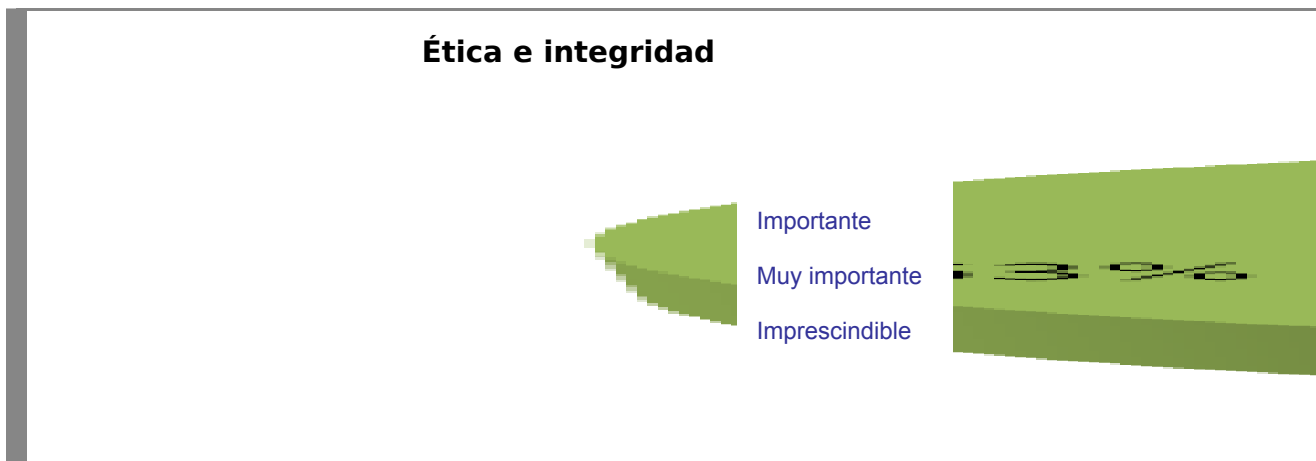 Ética e integridad
Importante
Muy importante
Imprescindible